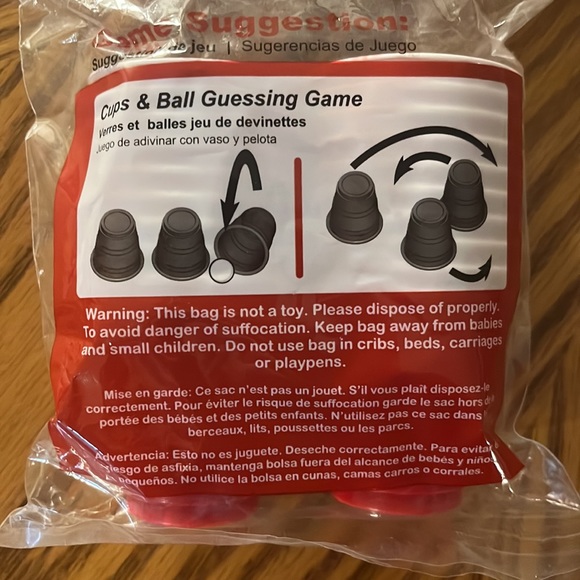 Game Suggestion:
Suggestion de jeu | Sugerencias de Juego
Cups & Ball Guessing Game
Verres et balles jeu de devinettes
Juego de adivinar con vaso y pelota
Warning: This bag is not a toy. Please dispose of properly.
To avoid danger of suffocation. Keep bag away from babies
and small children. Do not use bag in cribs, beds, carriages
or playpens.
Mise en garde: Ce sac n'est pas un jouet. S'il vous plaît disposez-le
correctement. Pour éviter le risque de suffocation garde le sac hors de
portée des bébés et des petits enfants. N'utilisez pas ce sac dans
berceaux, lits, poussettes ou les parcs.
Advertencia: Esto no es juguete. Deseche correctamente. Para evitar
riesgo de asfixia, mantenga bolsa fuera del alcance de bebés y niños
pequeños. No utilice la bolsa en cunas, camas carros o corrales.